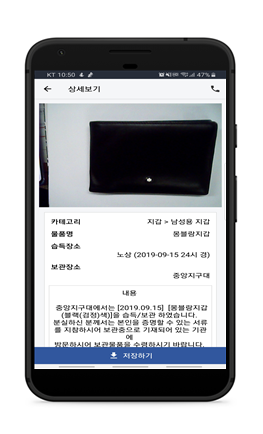 KT 10:50
47%
상세보기
카테고리 지갑 > 남성용 지갑
물품명 몽블랑지갑
습득장소
노상 (2019-09-15 24시 경)
보관장소
중앙지구대
내용
중앙지구대에서는 [2019.09.15] [몽블랑지갑
(블랙(검정)색)]을 습득/보관 하였습니다.
분실하신 분께서는 본인을 증명할 수 있는 서류
를 지참하시어 보관중으로 기재되어 있는 기관
에
방문하시어 보관물품을 수령하시기 바랍니다.
저장하기